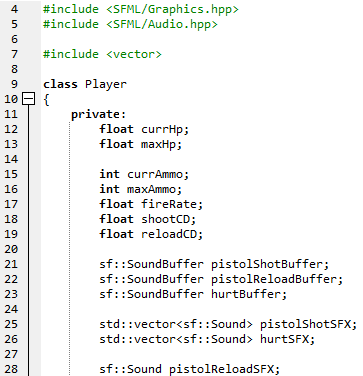 4 #include <SFML/Graphics.hpp>
5 #include <SFML/Audio.hpp>
6
7 #include <vector>
8
9 class Player
10 {
11 private:
12 float currHp;
13 float maxHp;
14
15 int currAmmo;
16 int maxAmmo;
17 float fireRate;
18 float shootCD;
19 float reloadCD;
20
21 sf::SoundBuffer pistolShotBuffer;
22 sf::SoundBuffer pistolReloadBuffer;
23 sf::SoundBuffer hurtBuffer;
24
25 std::vector<sf::Sound> pistolShotSFX;
26 std::vector<sf::Sound> hurtSFX;
27
28 sf::Sound pistolReloadSFX;